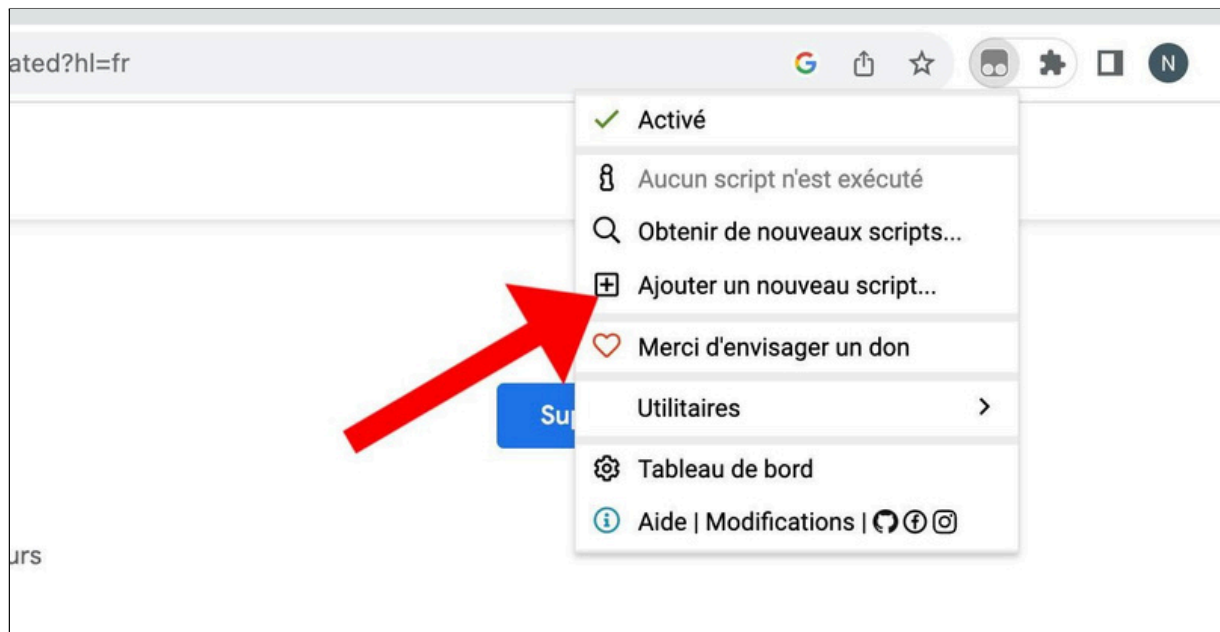 ated?hl=fr
N
Activé
Aucun script n'est exécuté
Obtenir de nouveaux scripts...
Ajouter un nouveau script...
Merci d'envisager un don
Sup
Utilitaires
Tableau de bord
Aide | Modifications |
urs